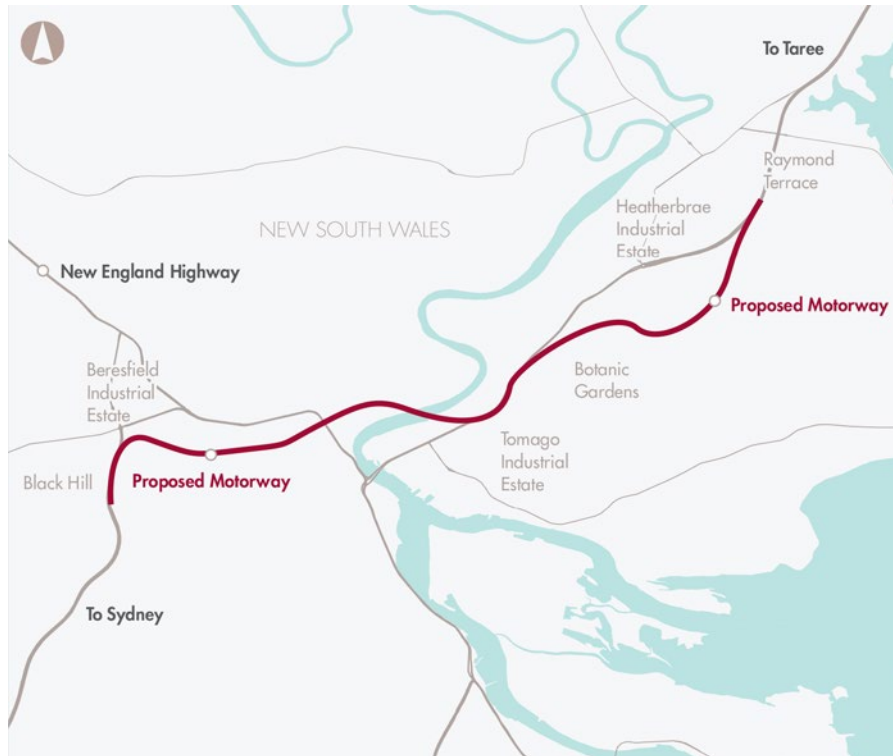 To Taree
Raymond
Terrace
Heatherbrae
Industrial
Estate
NEW SOUTH WALES
New England Highway
Proposed Motorway
Beresfield
Industrial
Estate
Botanic
Gardens
Tomago
Industrial
Estate
Black Hill
Proposed Motorway
To Sydney